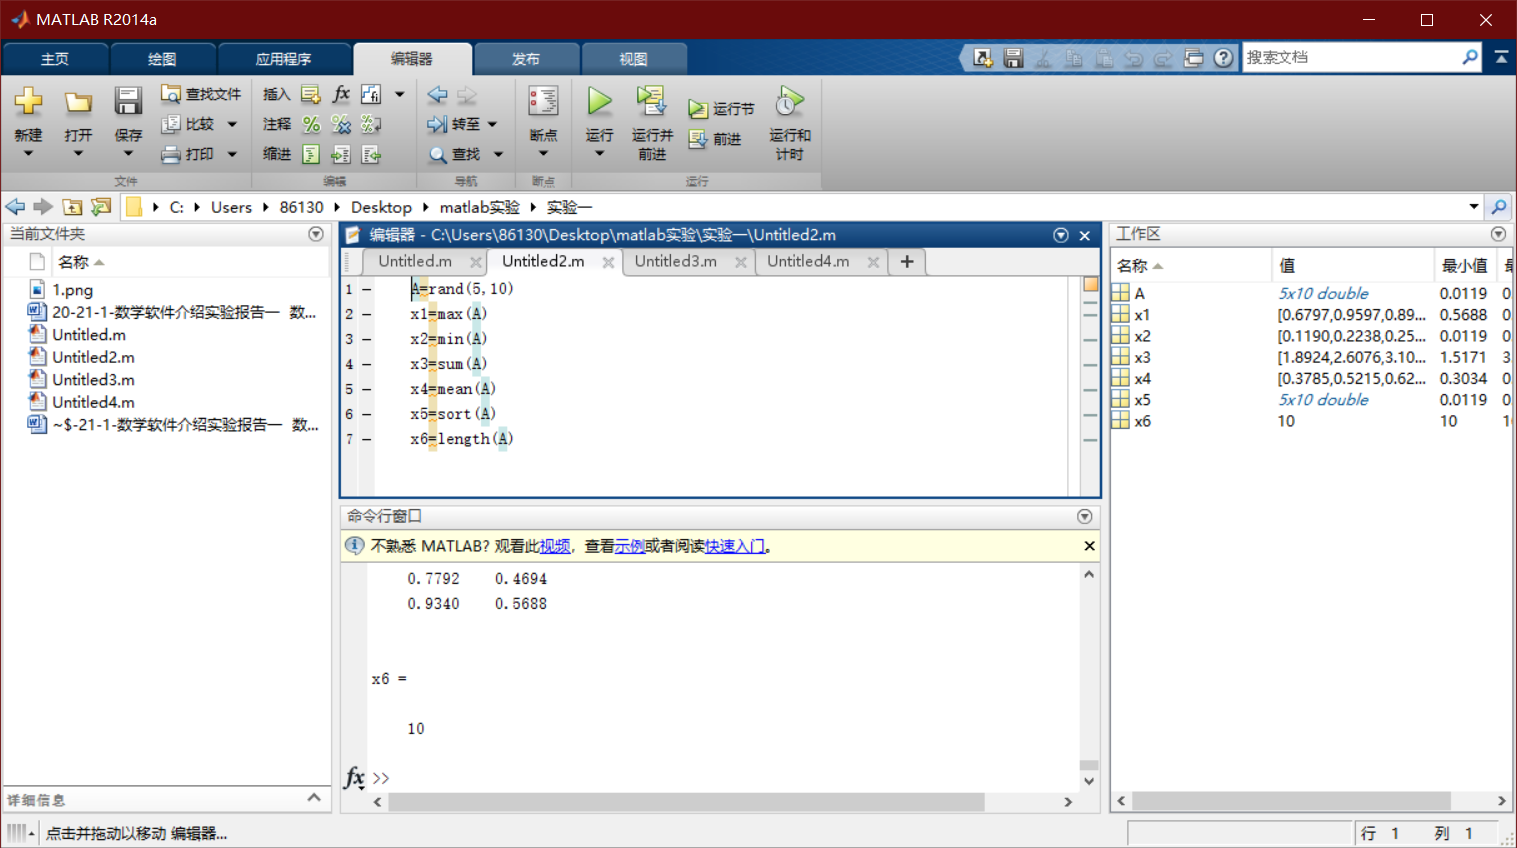 MATLAB R2014a
主页 绘图 应用程序 编辑器 发布 视图 搜索文档
新建 打开 保存 查找文件 比较 打印
文件
插入 fx
注释
缩进
编辑
转至
查找
导航
断点
断点
运行 运行并前进 运行节 前进 运行和计时
运行
C: Users 86130 Desktop matlab实验 实验一
当前文件夹
名称
1.png
20-21-1-数学软件介绍实验报告一 数...
Untitled.m
Untitled2.m
Untitled3.m
Untitled4.m
~$-21-1-数学软件介绍实验报告一 数...
详细信息
编辑器 - C:\Users\86130\Desktop\matlab实验\实验一\Untitled2.m
Untitled.m Untitled2.m Untitled3.m Untitled4.m +
1 – A=rand(5,10)
2 – x1=max(A)
3 – x2=min(A)
4 – x3=sum(A)
5 – x4=mean(A)
6 – x5=sort(A)
7 – x6=length(A)
命令行窗口
不熟悉 MATLAB? 观看此视频, 查看示例或者阅读快速入门。
0.7792 0.4694
0.9340 0.5688
x6 =
10
fx >>
工作区
名称 值 最小值
A 5x10 double 0.0119 0.
x1 [0.6797,0.9597,0.89... 0.5688 0.
x2 [0.1190,0.2238,0.25... 0.0119 0.
x3 [1.8924,2.6076,3.10... 1.5171 3.
x4 [0.3785,0.5215,0.62... 0.3034 0.
x5 5x10 double 0.0119 0.
x6 10 10
点击并拖动以移动 编辑器...
行 1 列 1